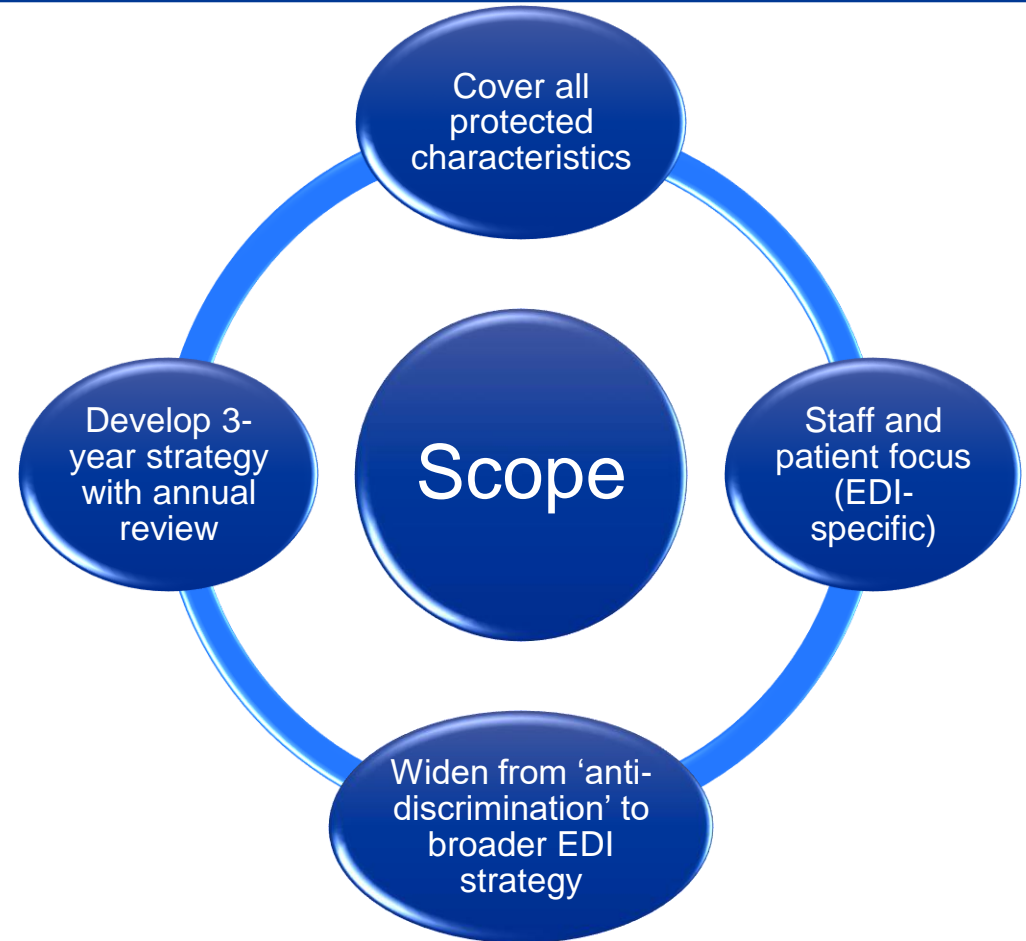 Cover all
protected
characteristics
Scope
Staff and
patient focus
(EDI-
specific)
Widen from ‘anti-
discrimination’ to
broader EDI
strategy
Develop 3-
year strategy
with annual
review